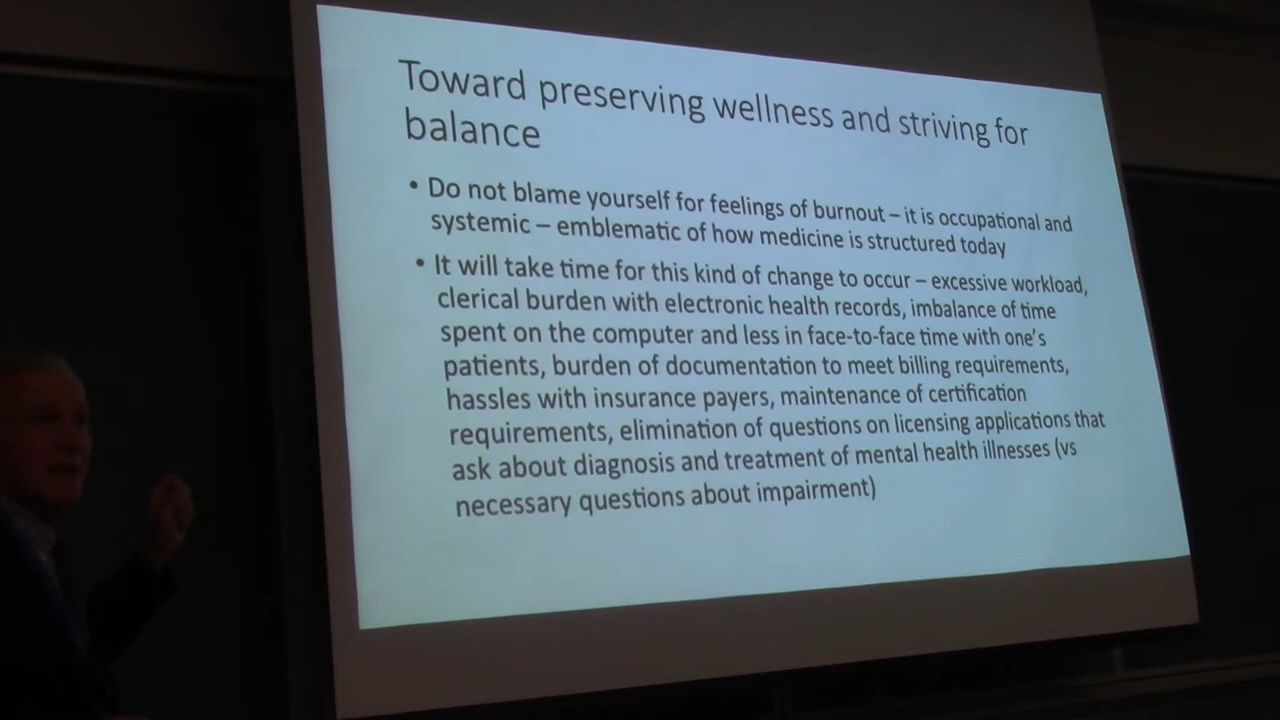 Toward preserving wellness and striving for
balance
• Do not blame yourself for feelings of burnout – it is occupational and
systemic – emblematic of how medicine is structured today
• It will take time for this kind of change to occur – excessive workload,
clerical burden with electronic health records, imbalance of time
spent on the computer and less in face-to-face time with one's
patients, burden of documentation to meet billing requirements,
hassles with insurance payers, maintenance of certification
requirements, elimination of questions on licensing applications that
ask about diagnosis and treatment of mental health illnesses (vs
necessary questions about impairment)